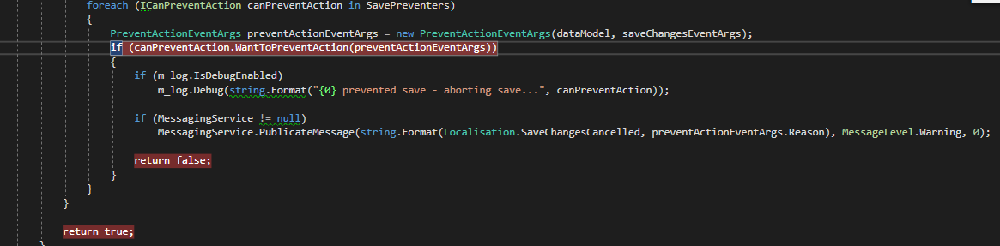 foreach (ICanPreventAction canPreventAction in SavePreventers)
{
PreventActionEventArgs preventActionEventArgs = new PreventActionEventArgs(dataModel, saveChangesEventArgs);
if (canPreventAction.WantToPreventAction(preventActionEventArgs))
{
if (m_log.IsDebugEnabled)
m_log.Debug(string.Format("{0} prevented save - aborting save...", canPreventAction));
if (MessagingService != null)
MessagingService.PublicateMessage(string.Format(Localisation.SaveChangesCancelled, preventActionEventArgs.Reason), MessageLevel.Warning, 0);
return false;
}
}
}
return true;
}